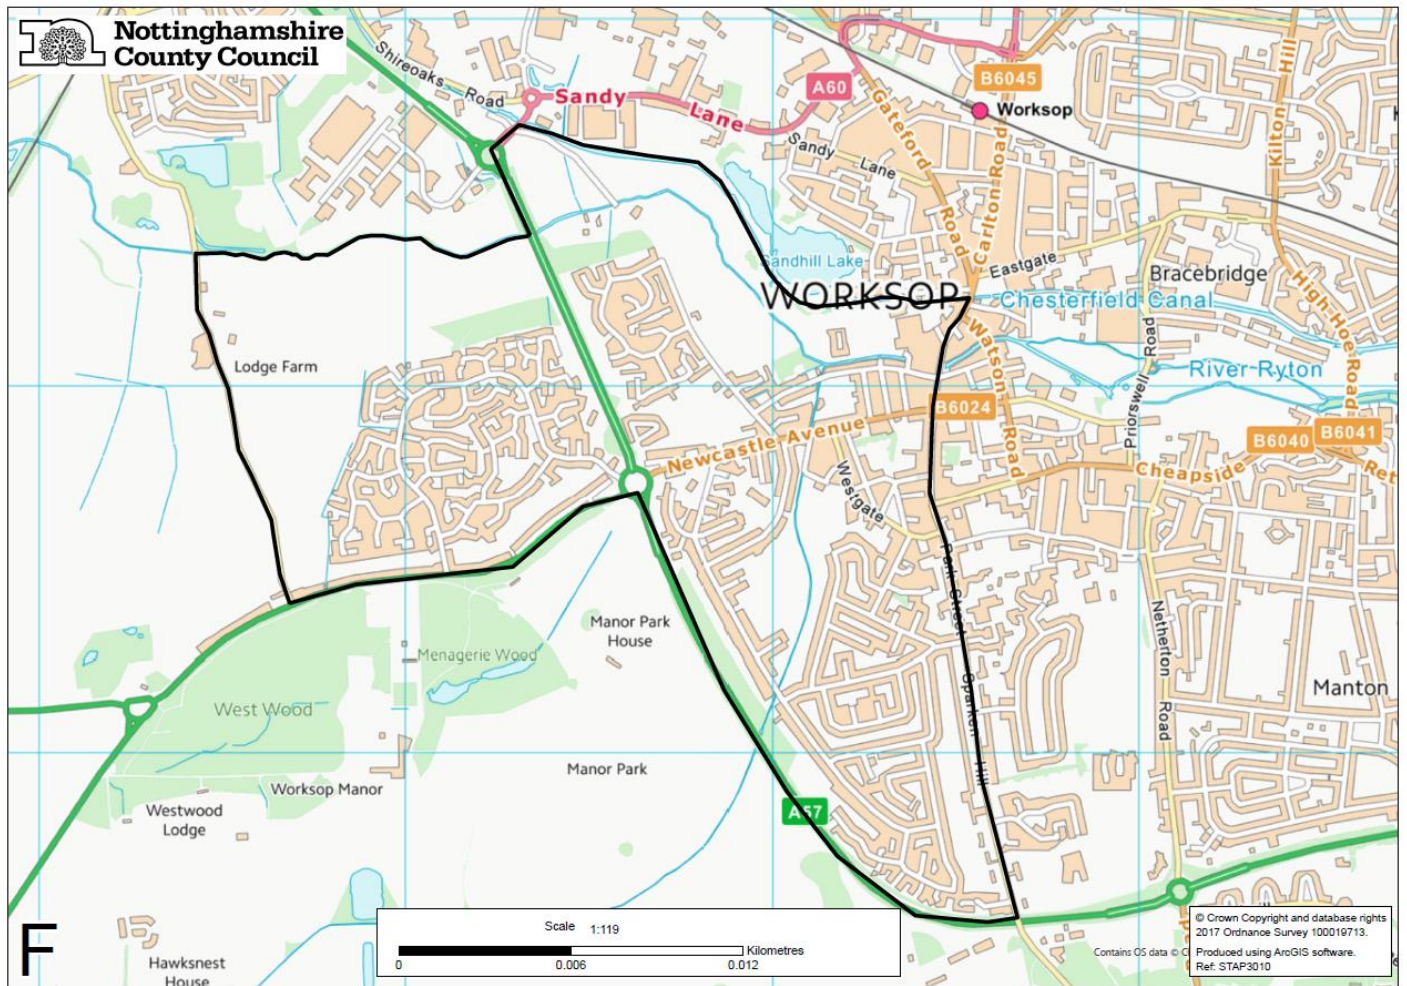 Nottinghamshire
County Council
Shireoaks Road
Sandy Lane
A60
B6045
Worksop
Kilton Hill
Gateford Road
Carlton Road
Sandy Lane
Eastgate
Bracebridge
Sandhill Lake
WORKSOP
Chesterfield Canal
High Hoe Road
Watson Road
Priorswell Road
River Ryton
Lodge Farm
B6024
Newcastle Avenue
B6040
B6041
Cheapside
Ret
Westgate
Park Street
Sparken Hill
Netherton Road
Manor Park
House
Menagerie Wood
West Wood
Manton
Manor Park
Worksop Manor
Westwood
Lodge
A57
F
Hawksnest
House
Scale 1:119
Kilometres
0 0.006 0.012
Contains OS data © C
© Crown Copyright and database rights
2017 Ordnance Survey 100019713.
Produced using ArcGIS software.
Ref: STAP3010